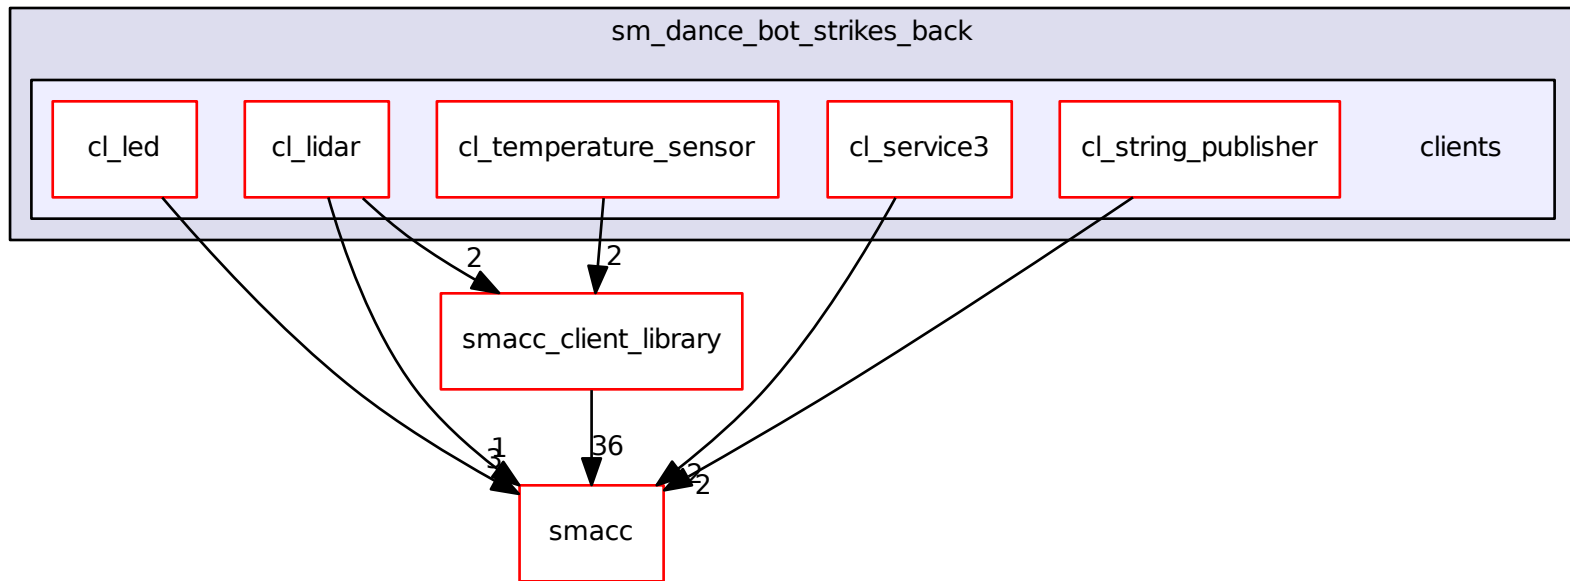 sm_dance_bot_strikes_back
cl_led
cl_lidar
cl_temperature_sensor
cl_service3
cl_string_publisher
clients
2
2
smacc_client_library
1
3
36
2
2
smacc